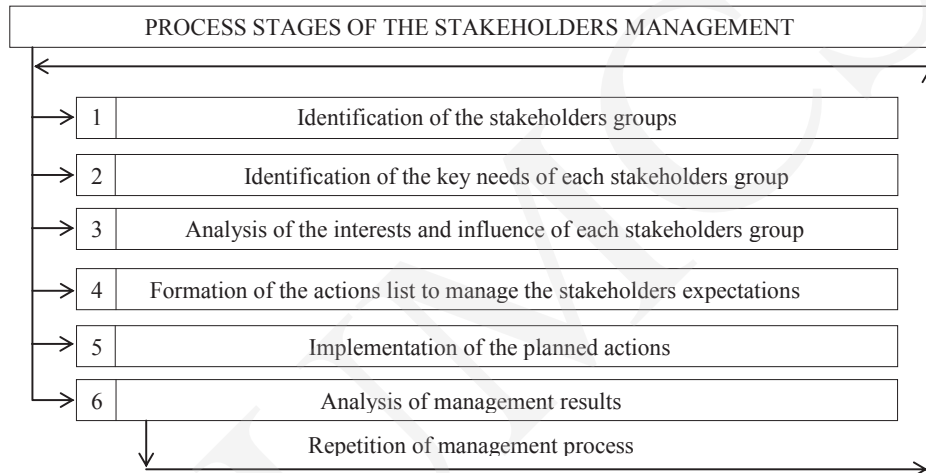 PROCESS STAGES OF THE STAKEHOLDERS MANAGEMENT
1 Identification of the stakeholders groups
2 Identification of the key needs of each stakeholders group
3 Analysis of the interests and influence of each stakeholders group
4 Formation of the actions list to manage the stakeholders expectations
5 Implementation of the planned actions
6 Analysis of management results
Repetition of management process